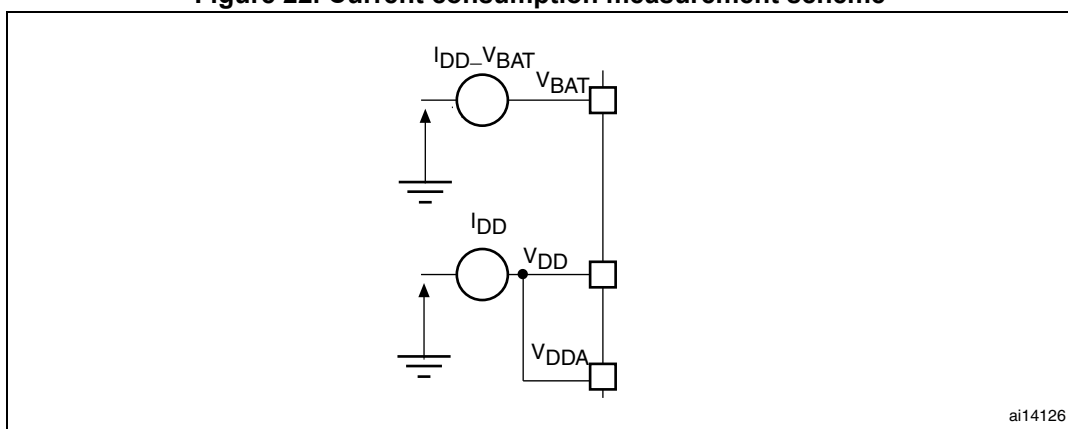 Figure 22. Current consumption measurement scheme
IDD_VBAT
VBAT
IDD
VDD
VDDA
ai14126